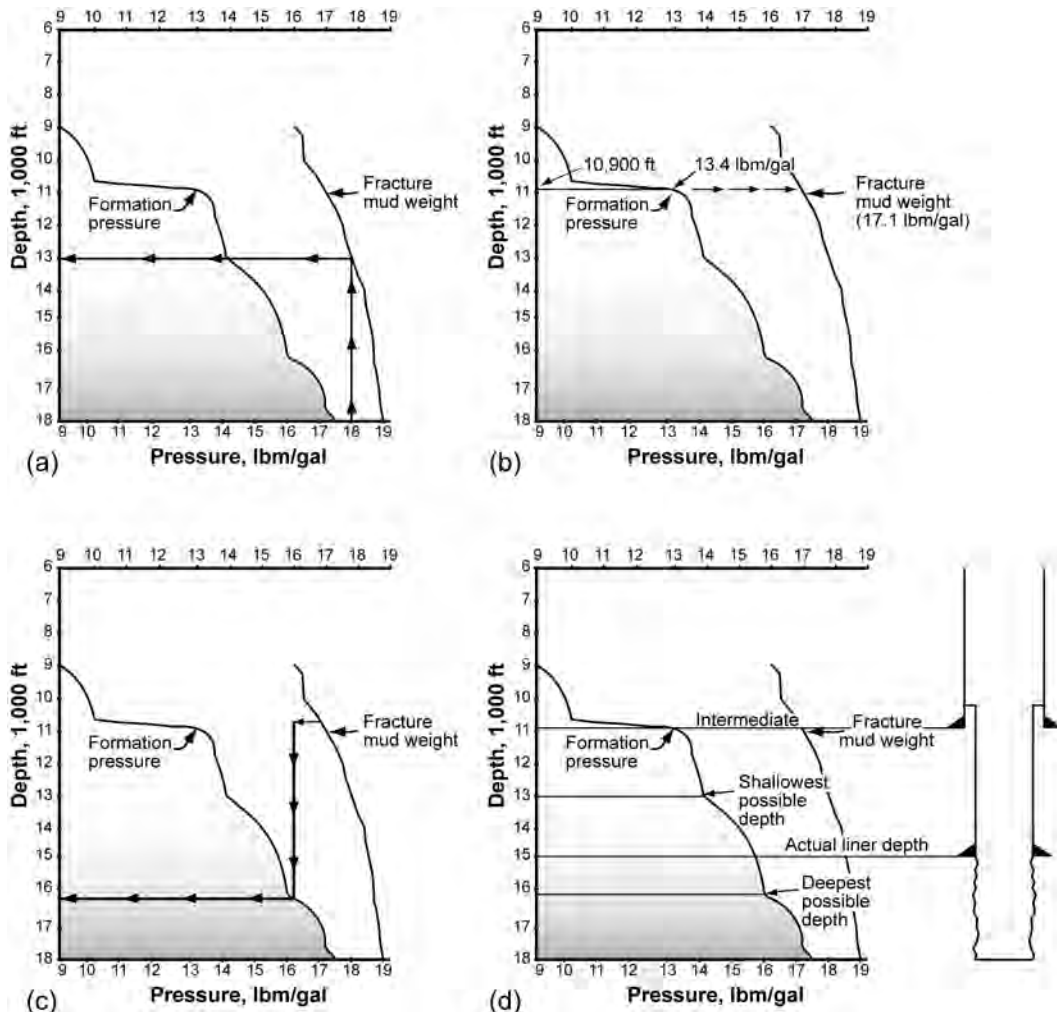 9 10 11 12 13 14 15 16 17 18 19
6
7
8
9
10
11
12
13
14
15
16
17
18
Depth, 1,000 ft
Formation
pressure
Fracture
mud weight
9 10 11 12 13 14 15 16 17 18 19
Pressure, lbm/gal
(a)
9 10 11 12 13 14 15 16 17 18 19
6
7
8
9
10
11
12
13
14
15
16
17
18
Depth, 1,000 ft
10,900 ft
13.4 lbm/gal
Formation
pressure
Fracture
mud weight
(17.1 lbm/gal)
9 10 11 12 13 14 15 16 17 18 19
Pressure, lbm/gal
(b)
9 10 11 12 13 14 15 16 17 18 19
6
7
8
9
10
11
12
13
14
15
16
17
18
Depth, 1,000 ft
Formation
pressure
Fracture
mud weight
9 10 11 12 13 14 15 16 17 18 19
Pressure, lbm/gal
(c)
9 10 11 12 13 14 15 16 17 18 19
6
7
8
9
10
11
12
13
14
15
16
17
18
Depth, 1,000 ft
Intermediate
Formation
pressure
Fracture
mud weight
Shallowest
possible
depth
Actual liner depth
Deepest
possible
depth
9 10 11 12 13 14 15 16 17 18 19
Pressure, lbm/gal
(d)